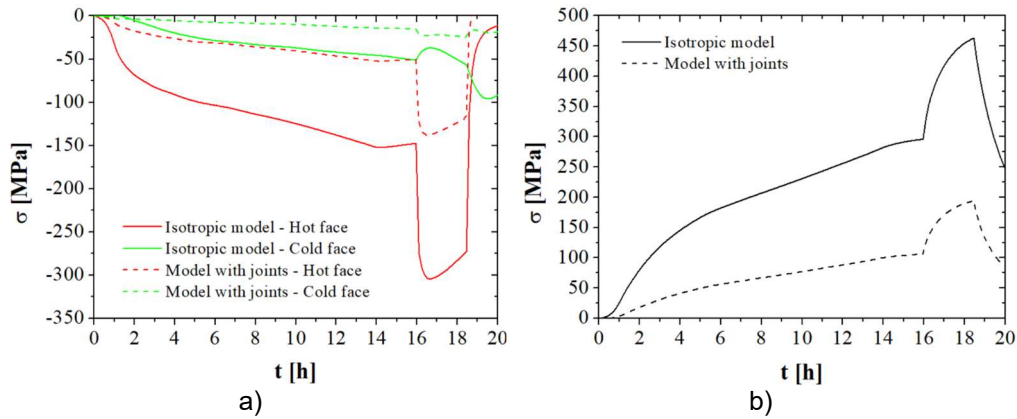 0
-50
-100
-150
-200
-250
-300
-350
σ [MPa]
Isotropic model - Hot face
Isotropic model - Cold face
Model with joints - Hot face
Model with joints - Cold face
0 2 4 6 8 10 12 14 16 18 20
t [h]
a)
500
450
400
350
300
250
200
150
100
50
0
σ [MPa]
Isotropic model
Model with joints
0 2 4 6 8 10 12 14 16 18 20
t [h]
b)